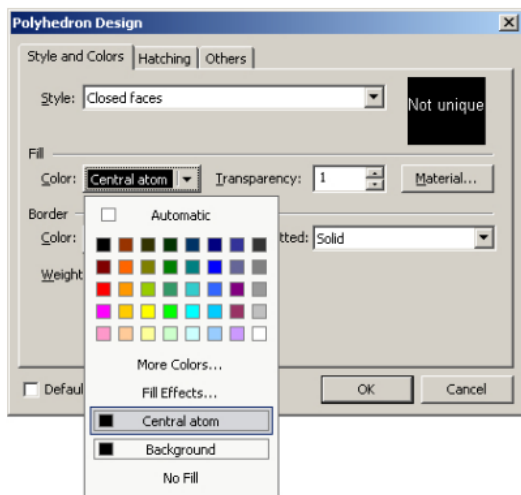 Polyhedron Design
Style and Colors Hatching Others
Style: Closed faces
Not unique
Fill
Color: Central atom Transparency: 1 Material...
Border
Automatic
Color: tted: Solid
Weight
More Colors...
Fill Effects...
Defaul OK Cancel
Central atom
Background
No Fill